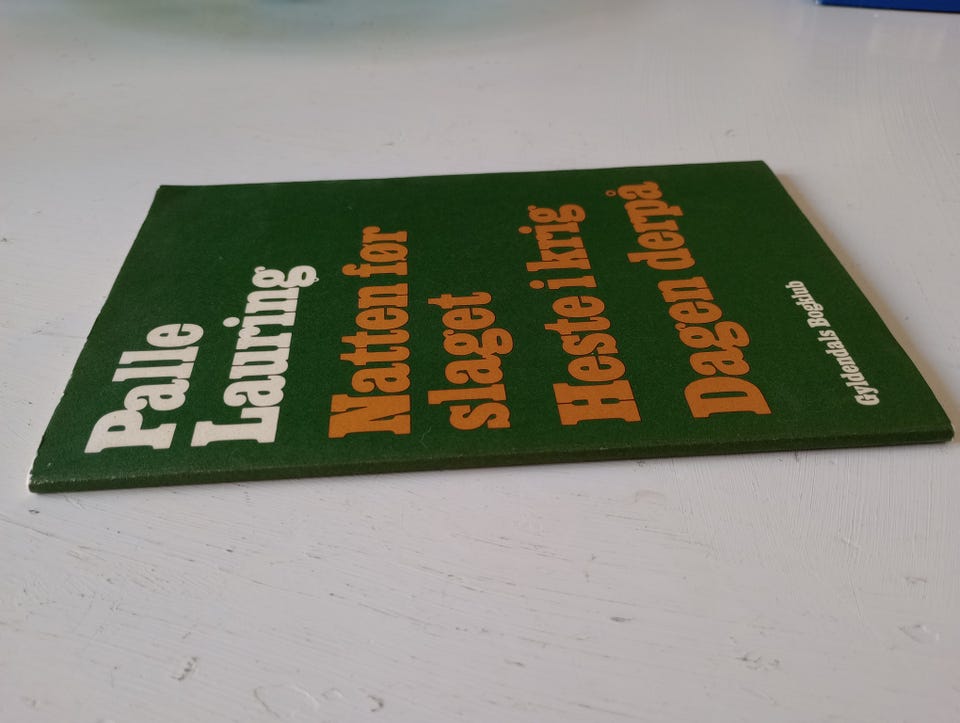 Palle
Lauring
Natten før
slaget
Heste i krig
Dagen derpå
Gyldendals Bogklub